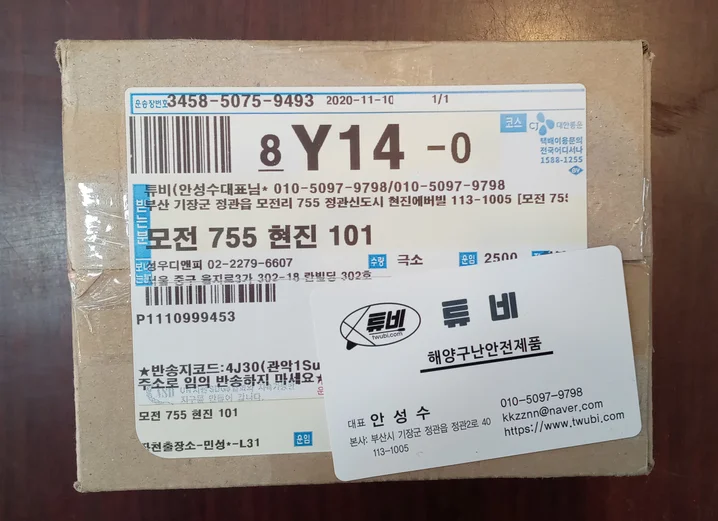 운송장번호 3458-5075-9493 2020-11-10 1/1
코스 CJ 대한통운
8 Y14 -0
택배이용문의
전국어디서나
1588-1255
튜비(안성수대표님* 010-5097-9798/010-5097-9798
부산 기장군 정관읍 모전리 755 정관신도시 현진에버빌 113-1005 [모전 755
받는분
모전 755 현진 101
성우디앤피 02-2279-6607 수량 극소 운임 2500
서울 중구 을지로3가 302-18 란빌딩 302호
P1110999453
★반송지코드:4J30(관악1Su
주소로 임의 반송하지 마세요★
모전 755 현진 101
운임
-민성*-L31
튜비
twubi.com
튜비
해양구난안전제품
대표 안성수
본사: 부산시 기장군 정관읍 정관2로 40
113-1005
010-5097-9798
kkzznn@naver.com
https://www.twubi.com